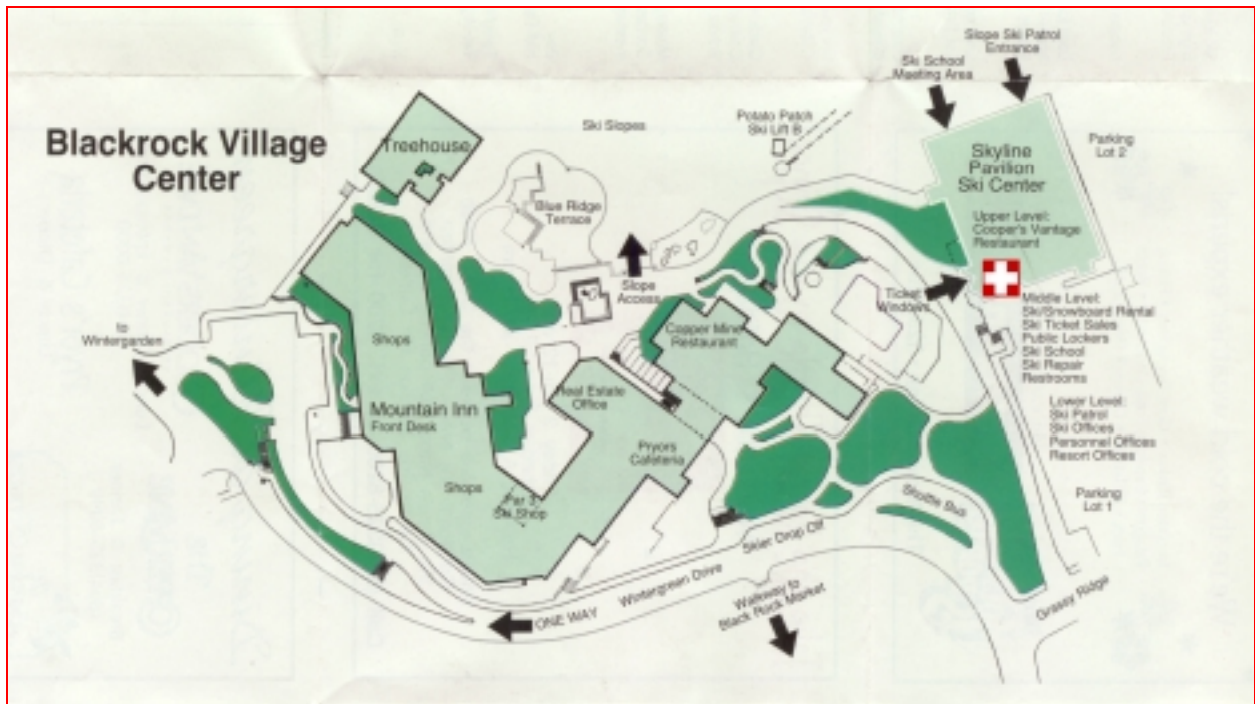 Slope Ski Patrol
Entrance
Ski School
Meeting Area
Potato Patch
Ski Lift B
Ski Slopes
Parking
Lot 2
Blackrock Village
Center
Treehouse
Skyline
Pavilion
Ski Center
Blue Ridge
Terrace
Upper Level:
Cooper's Vantage
Restaurant
Slope
Access
Ticket
Windows
Middle Level:
Ski/Snowboard Rental
Ski Ticket Sales
Public Lockers
Ski School
Ski Repair
Restrooms
to
Wintergarden
Shops
Copper Mine
Restaurant
Real Estate
Office
Mountain Inn
Front Desk
Lower Level:
Ski Patrol
Ski Offices
Personnel Offices
Resort Offices
Pryors
Cafeteria
Shops
Par 3
Ski Shop
Parking
Lot 1
Skuttle Bus
Skier Drop Off
Wintergreen Drive
ONE WAY
Walkway to
Black Rock Market
Grassy Ridge